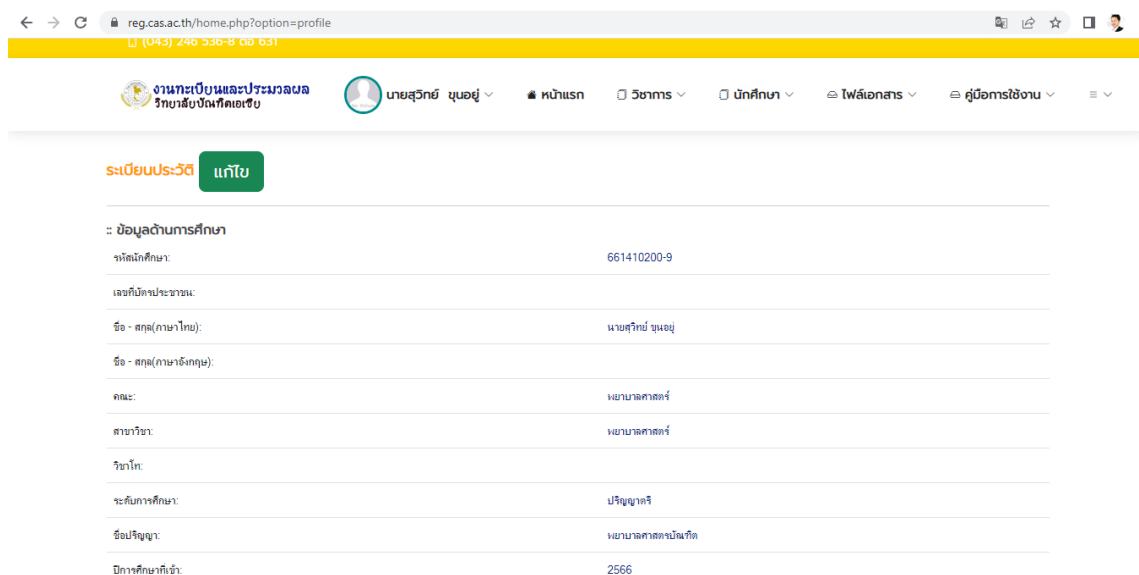 reg.cas.ac.th/home.php?option=profile
(043) 246 536-8 ต่อ 631
งานทะเบียนและประมวลผล
วิทยาลัยบัณฑิตเอเซีย
นายสุวิทย์ ขุนอยู่
หน้าแรก
วิชาการ
นักศึกษา
ไฟล์เอกสาร
คู่มือการใช้งาน
ระเบียนประวัติ แก้ไข
:: ข้อมูลด้านการศึกษา
รหัสนักศึกษา: 661410200-9
เลขที่บัตรประชาชน:
ชื่อ - สกุล(ภาษาไทย): นายสุวิทย์ ขุนอยู่
ชื่อ - สกุล(ภาษาอังกฤษ):
คณะ: พยาบาลศาสตร์
สาขาวิชา: พยาบาลศาสตร์
วิชาโท:
ระดับการศึกษา: ปริญญาตรี
ชื่อปริญญา: พยาบาลศาสตรบัณฑิต
ปีการศึกษาที่เข้า: 2566